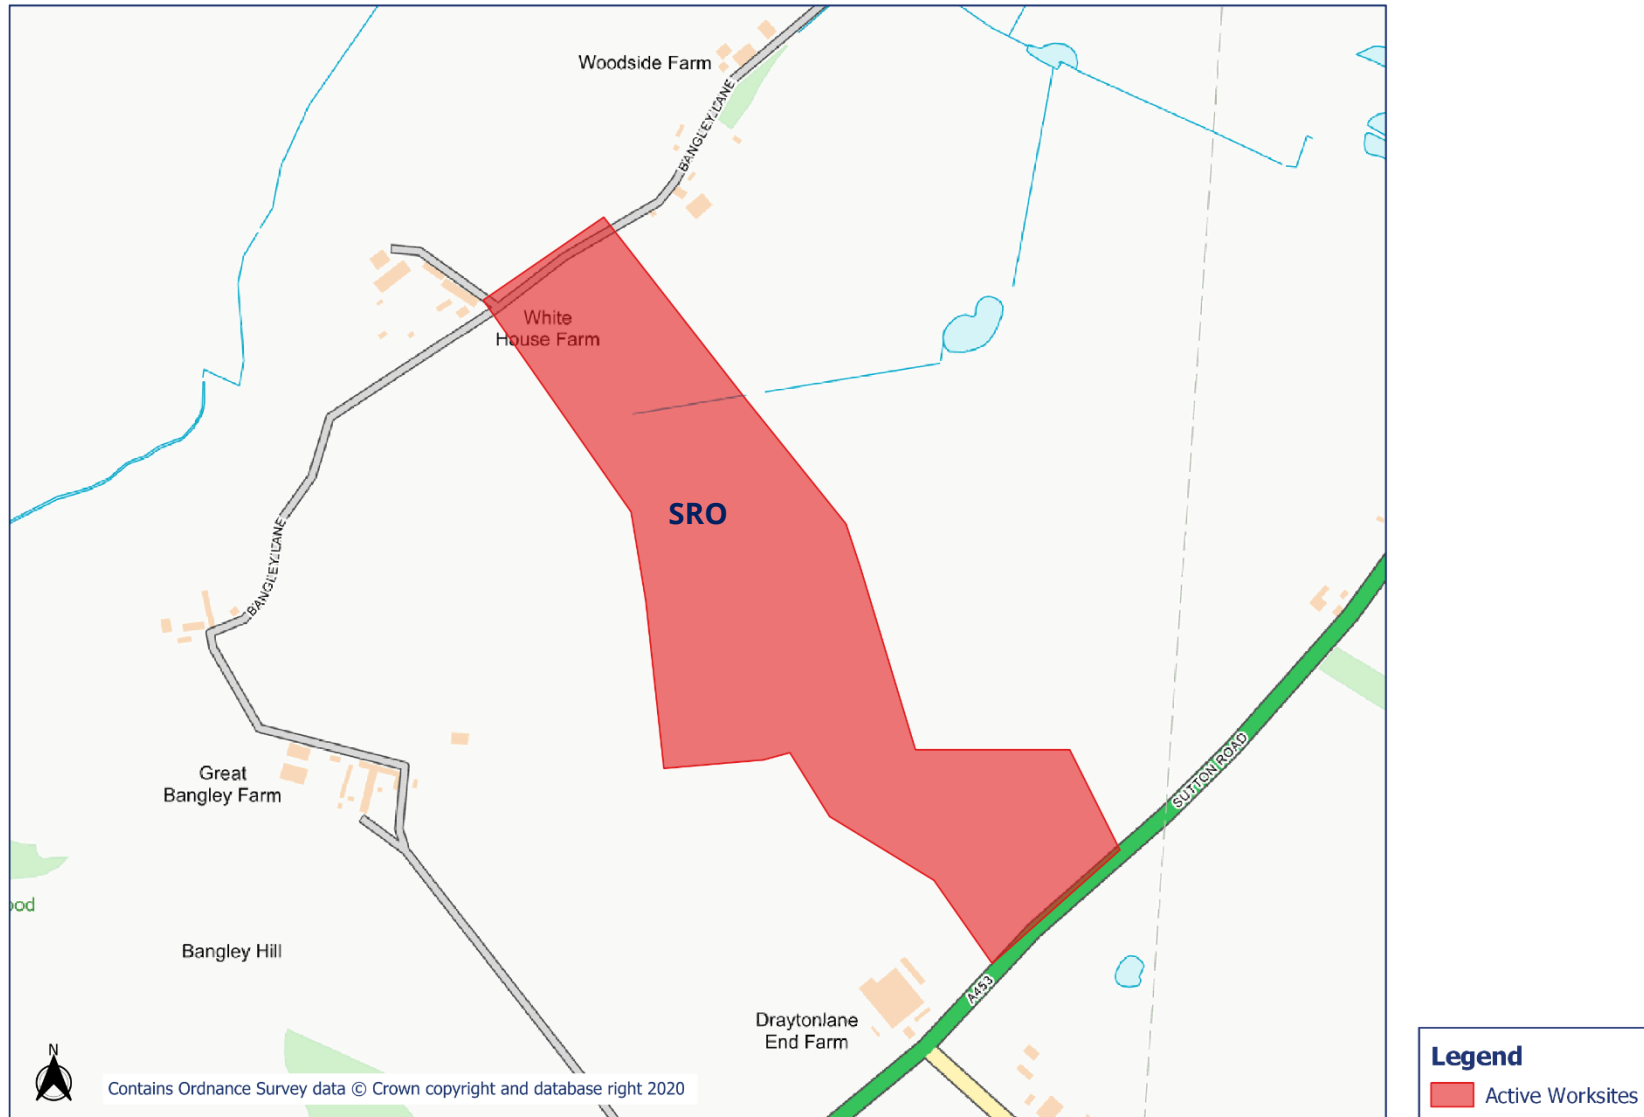 Woodside Farm
BANGLEY LANE
White
House Farm
SRO
BANGLEY LANE
SUTTON ROAD
Great
Bangley Farm
ood
Bangley Hill
A453
Draytonlane
End Farm
N
Contains Ordnance Survey data © Crown copyright and database right 2020
Legend
Active Worksites